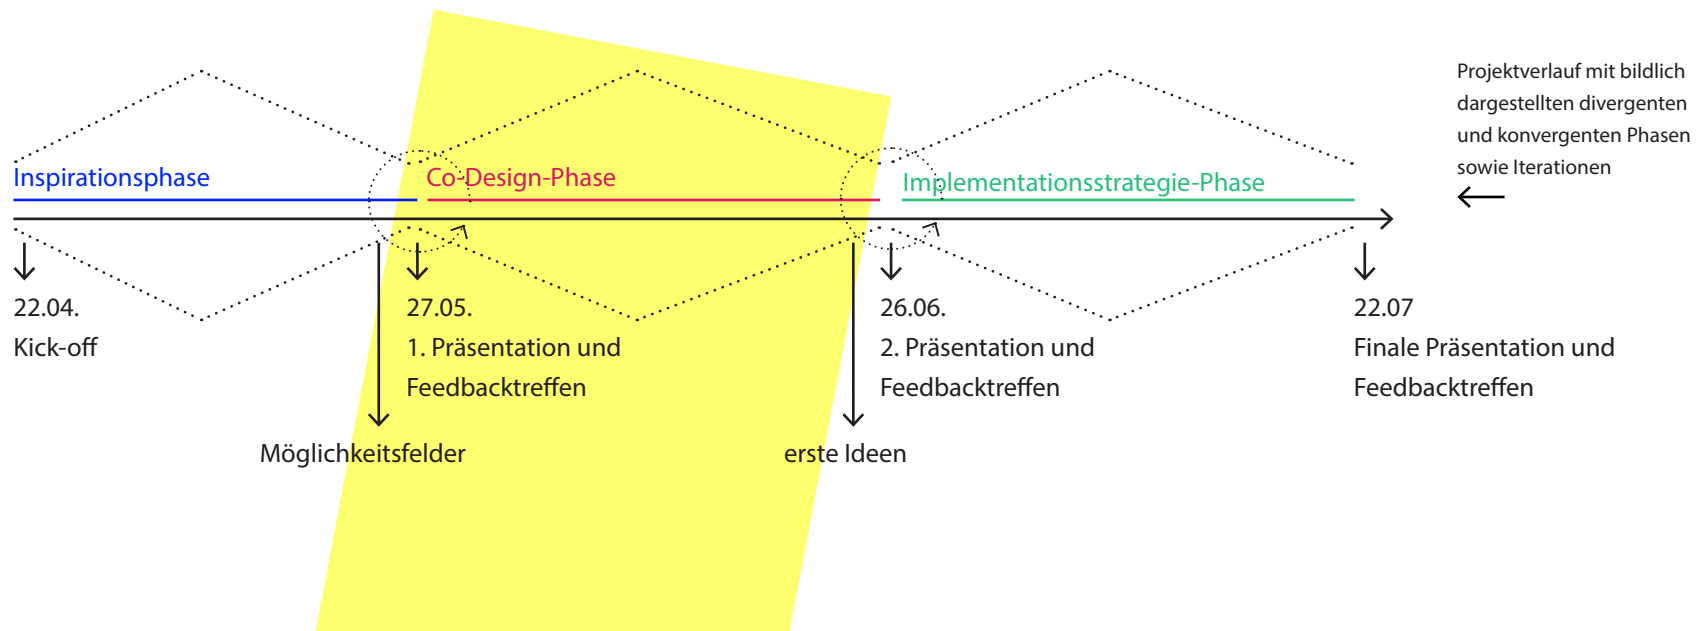 Projektverlauf mit bildlich
dargestellten divergenten
und konvergenten Phasen
sowie Iterationen
Inspirationsphase
Co-Design-Phase
Implementationsstrategie-Phase
22.04.
Kick-off
27.05.
1. Präsentation und
Feedbacktreffen
26.06.
2. Präsentation und
Feedbacktreffen
22.07
Finale Präsentation und
Feedbacktreffen
Möglichkeitsfelder
erste Ideen